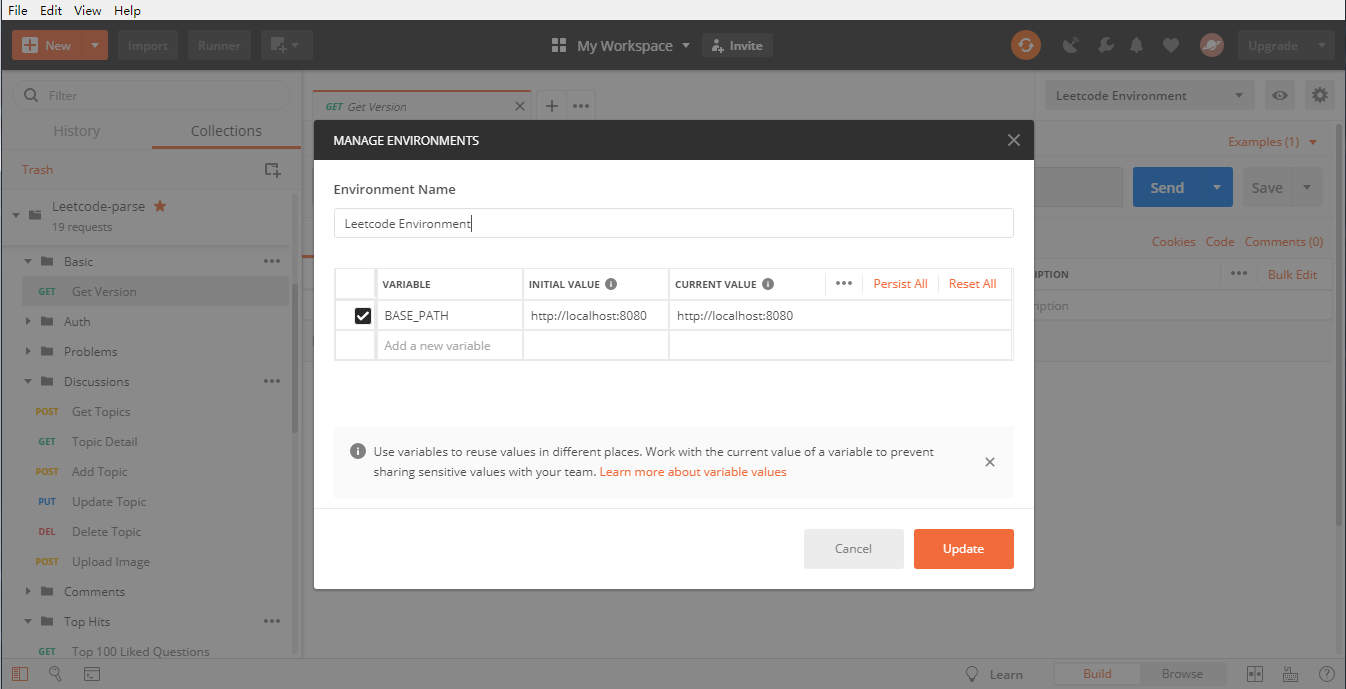 File Edit View Help
New Import Runner My Workspace Invite Upgrade
Filter
GET Get Version
Leetcode Environment
History Collections
Trash
Examples (1)
Leetcode-parse
19 requests
Send Save
Cookies Code Comments (0)
Bulk Edit
Basic
GET Get Version
Auth
Problems
Discussions
POST Get Topics
GET Topic Detail
POST Add Topic
PUT Update Topic
DEL Delete Topic
POST Upload Image
Comments
Top Hits
GET Top 100 Liked Questions
MANAGE ENVIRONMENTS
Environment Name
Leetcode Environment
VARIABLE INITIAL VALUE CURRENT VALUE Persist All Reset All
BASE_PATH http://localhost:8080 http://localhost:8080
Add a new variable
Use variables to reuse values in different places. Work with the current value of a variable to prevent
sharing sensitive values with your team. Learn more about variable values
Cancel Update
Learn Build Browse